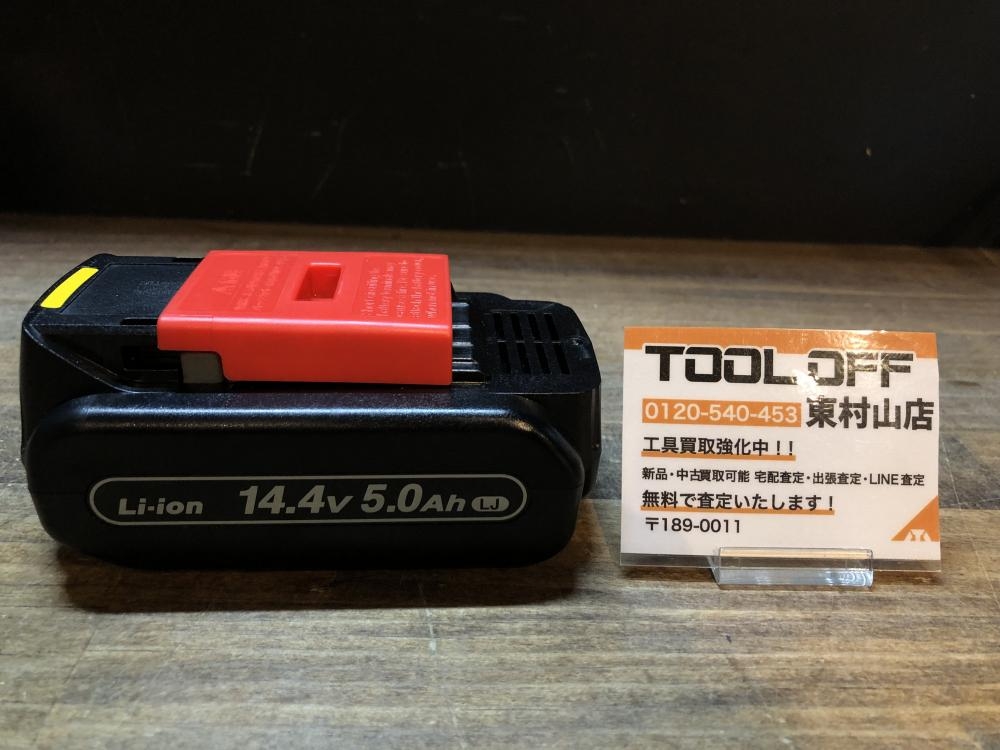 Li-ion 14.4v 5.0Ah LJ
TOOL OFF
0120-540-453 東村山店
工具買取強化中！！
新品・中古買取可能 宅配査定・出張査定・LINE査定
無料で査定いたします！
〒189-0011